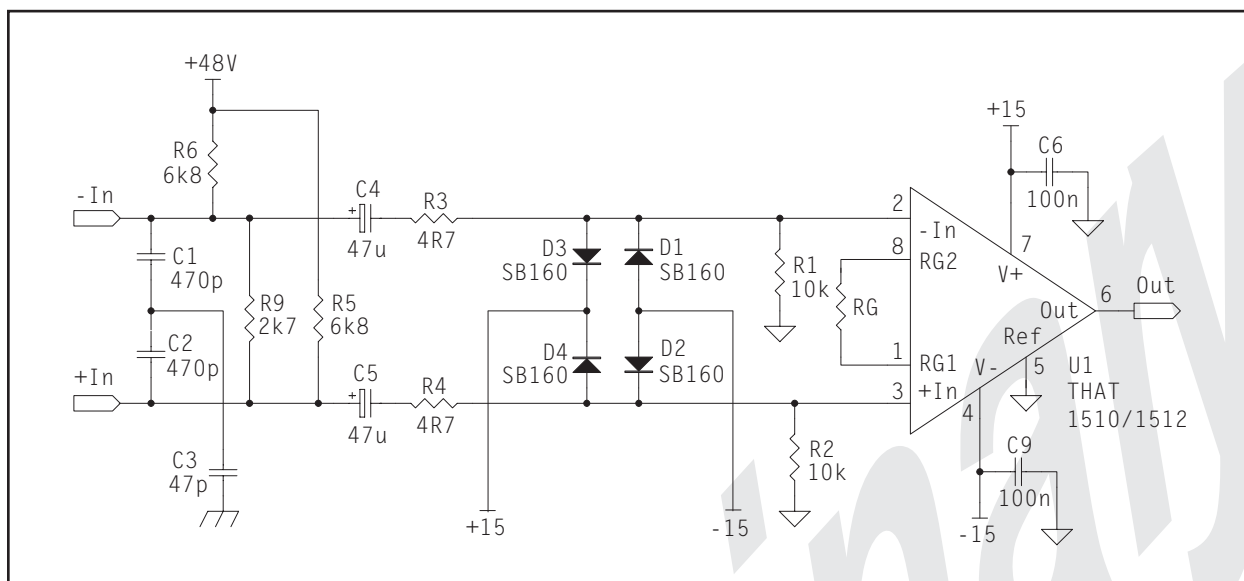 +48V
R6
6k8
-In
C1
470p
C2
470p
+In
C3
47p
R9
2k7
R5
6k8
C4
+
47u
R3
4R7
C5
+
47u
R4
4R7
D3
SB160
D1
SB160
D4
SB160
D2
SB160
+15
-15
R1
10k
R2
10k
RG
2
-In
8
RG2
1
RG1
3
+In
+15
C6
100n
7
V+
Out
6
Out
Ref
5
V-
4
U1
THAT
1510/1512
C9
100n
-15